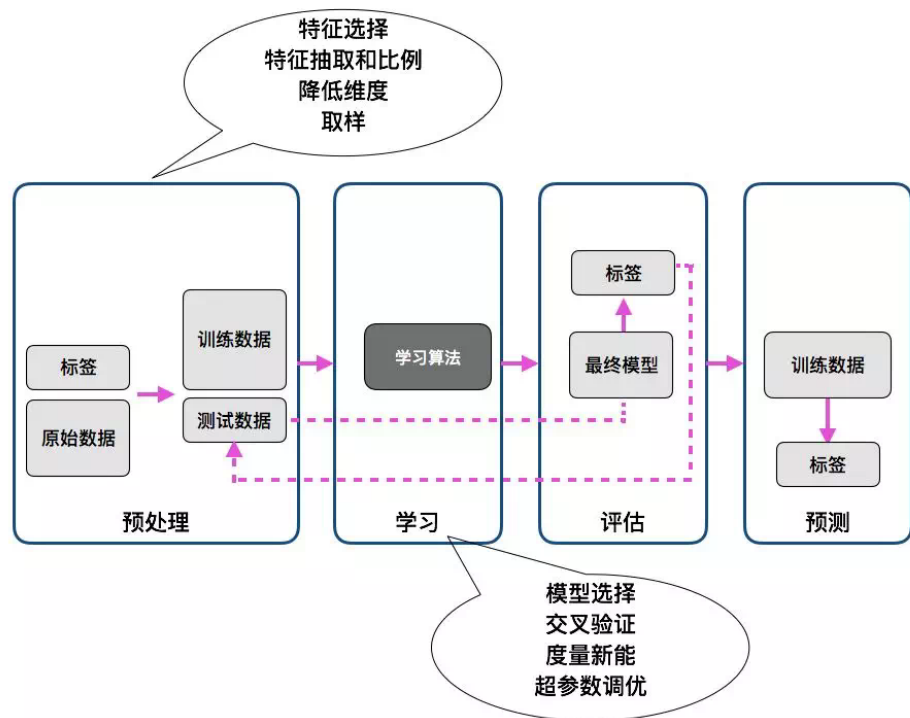 特征选择
特征抽取和比例
降低维度
取样
标签
原始数据
训练数据
测试数据
预处理
学习算法
学习
标签
最终模型
评估
训练数据
标签
预测
模型选择
交叉验证
度量新能
超参数调优